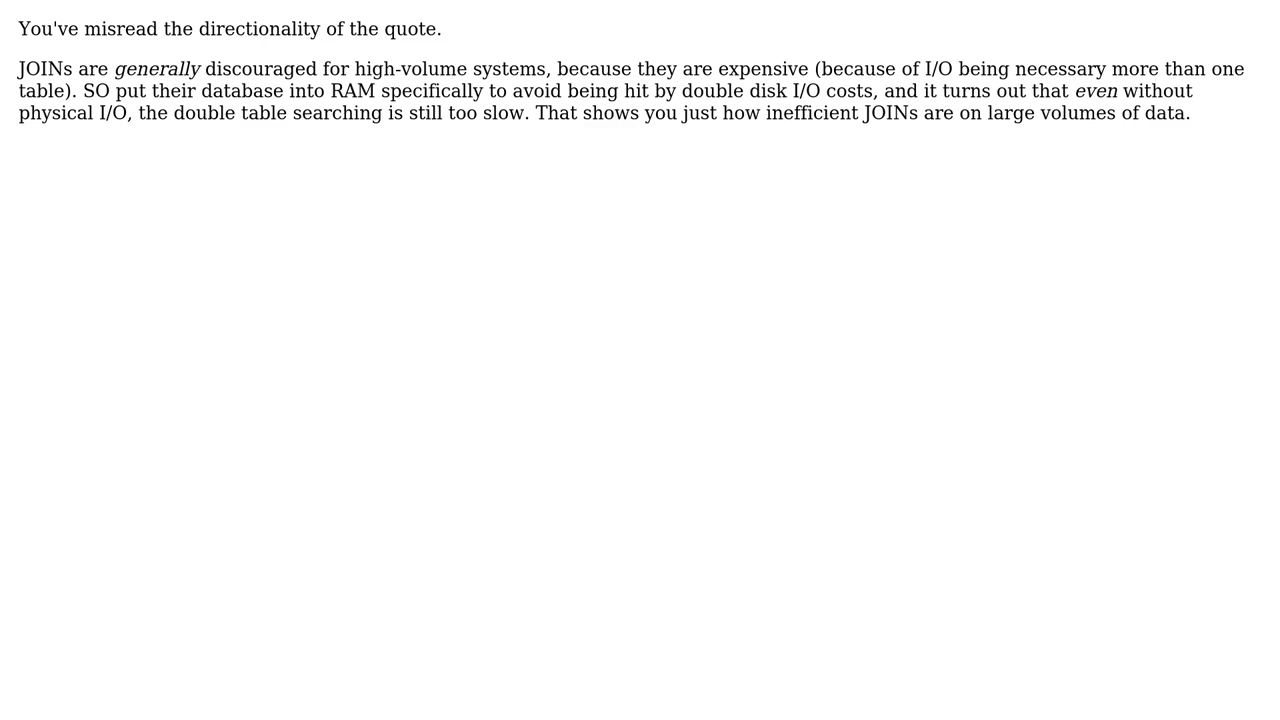 You've misread the directionality of the quote.
JOINs are generally discouraged for high-volume systems, because they are expensive (because of I/O being necessary more than one
table). SO put their database into RAM specifically to avoid being hit by double disk I/O costs, and it turns out that even without
physical I/O, the double table searching is still too slow. That shows you just how inefficient JOINs are on large volumes of data.